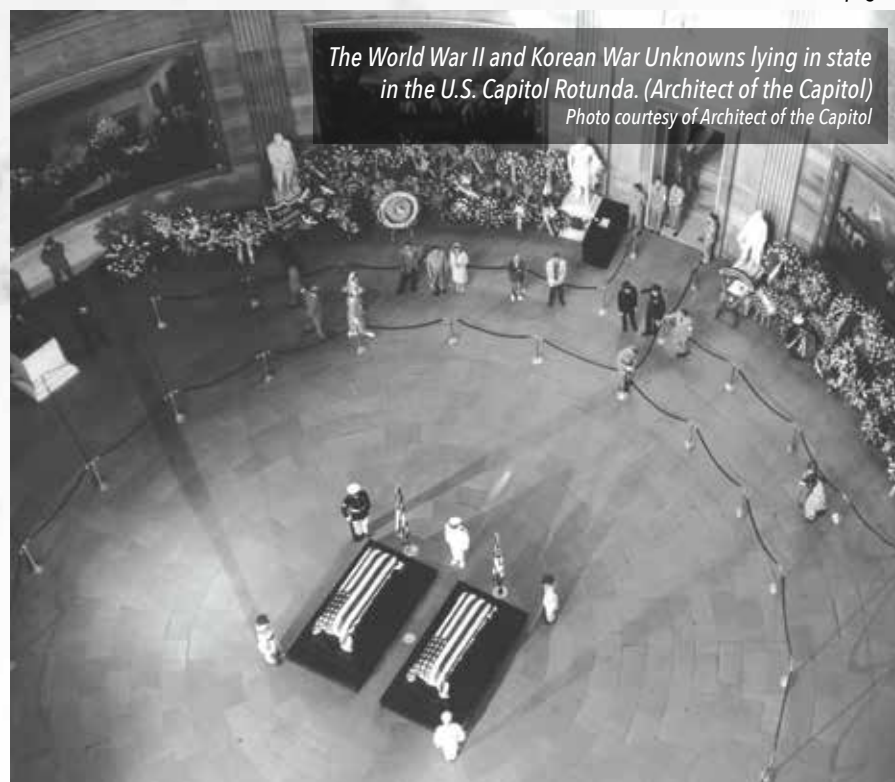 The World War II and Korean War Unknowns lying in state
in the U.S. Capitol Rotunda. (Architect of the Capitol)
Photo courtesy of Architect of the Capitol